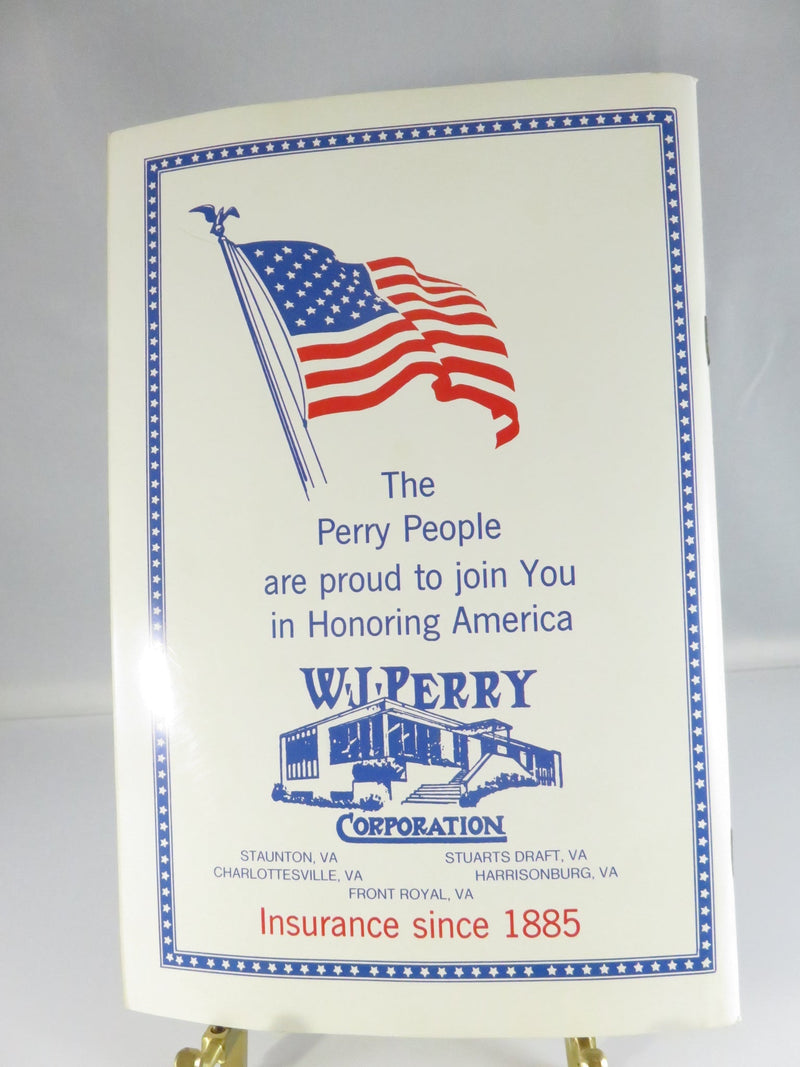 The
Perry People
are proud to join You
in Honoring America
W.J. PERRY
CORPORATION
STAUNTON, VA STUARTS DRAFT, VA
CHARLOTTESVILLE, VA HARRISONBURG, VA
FRONT ROYAL, VA
Insurance since 1885